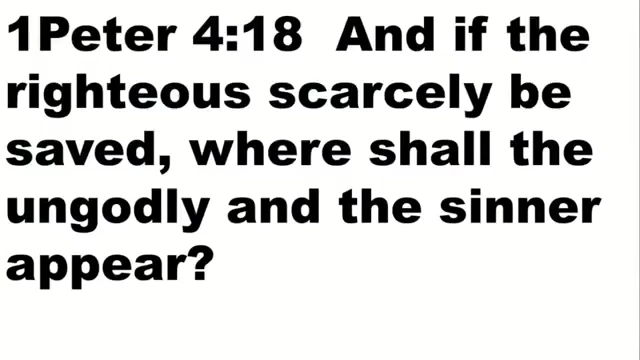 1Peter 4:18  And if the
righteous scarcely be
saved, where shall the
ungodly and the sinner
appear?